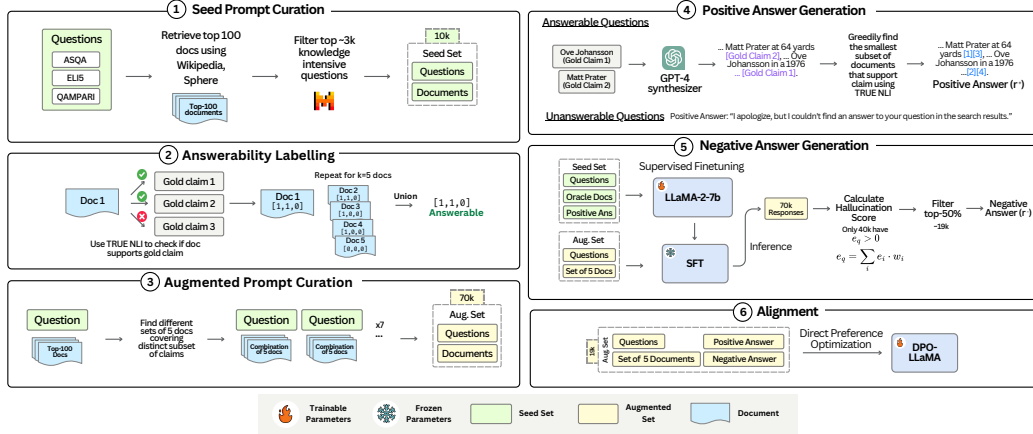 1 Seed Prompt Curation
Questions
ASQA
ELI5
QAMPARI
Retrieve top 100
docs using
Wikipedia,
Sphere
Top-100
documents
Filter top ~3k
knowledge
intensive
questions
10k
Seed Set
Questions
Documents
2 Answerability Labelling
Doc 1
Gold claim 1
Gold claim 2
Gold claim 3
Use TRUE NLI to check if doc
supports gold claim
Doc 1
[1,1,0]
Repeat for k=5 docs
Doc 2
[1,1,0]
Doc 3
[1,0,0]
Doc 4
[1,0,0]
Doc 5
[0,0,0]
Union
[1,1,0]
Answerable
3 Augmented Prompt Curation
Question
Top-100
Docs
Find different
sets of 5 docs
covering
distinct subset
of claims
Question
Combination
of 5 docs
Question
Combination
of 5 docs
x7
...
70k
Aug. Set
Questions
Documents
4 Positive Answer Generation
Answerable Questions
Ove Johansson
(Gold Claim 1)
Matt Prater
(Gold Claim 2)
GPT-4
synthesizer
... Matt Prater at 64 yards
[Gold Claim 2], ... Ove
Johansson in a 1976
... [Gold Claim 1].
Greedily find
the smallest
subset of
documents
that support
claim using
TRUE NLI
... Matt Prater at 64
yards [1][3], ... Ove
Johansson in a 1976
...[2][4].
Positive Answer (r⁺)
Unanswerable Questions Positive Answer: "I apologize, but I couldn't find an answer to your question in the search results."
5 Negative Answer Generation
Seed Set
Questions
Oracle Docs
Positive Ans
Supervised Finetuning
LLaMA-2-7b
Aug. Set
Questions
Set of 5 Docs
SFT
Inference
70k
Responses
Calculate
Hallucination
Score
Only 40k have
e_q > 0
e_q = ∑_i e_i · w_i
Filter
top-50%
~19k
Negative
Answer (r⁻)
6 Alignment
19k
Aug. Set
Questions
Positive Answer
Set of 5 Documents
Negative Answer
Direct Preference
Optimization
DPO-
LLaMA
Trainable
Parameters
Frozen
Parameters
Seed Set
Augmented
Set
Document